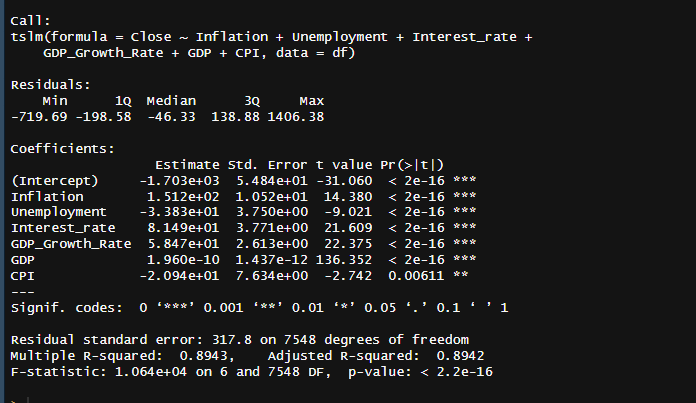 Call:
tslm(formula = Close ~ Inflation + Unemployment + Interest_rate +
    GDP_Growth_Rate + GDP + CPI, data = df)
Residuals:
    Min      1Q  Median      3Q     Max
-719.69 -198.58  -46.33  138.88 1406.38
Coefficients:
                  Estimate Std. Error t value Pr(>|t|)
(Intercept)     -1.703e+03  5.484e+01 -31.060  < 2e-16 ***
Inflation        1.512e+02  1.052e+01  14.380  < 2e-16 ***
Unemployment    -3.383e+01  3.750e+00  -9.021  < 2e-16 ***
Interest_rate    8.149e+01  3.771e+00  21.609  < 2e-16 ***
GDP_Growth_Rate  5.847e+01  2.613e+00  22.375  < 2e-16 ***
GDP              1.960e-10  1.437e-12 136.352  < 2e-16 ***
CPI             -2.094e+01  7.634e+00  -2.742  0.00611 **
---
Signif. codes:  0 ‘***’ 0.001 ‘**’ 0.01 ‘*’ 0.05 ‘.’ 0.1 ‘ ’ 1
Residual standard error: 317.8 on 7548 degrees of freedom
Multiple R-squared:  0.8943,	Adjusted R-squared:  0.8942
F-statistic: 1.064e+04 on 6 and 7548 DF,  p-value: < 2.2e-16